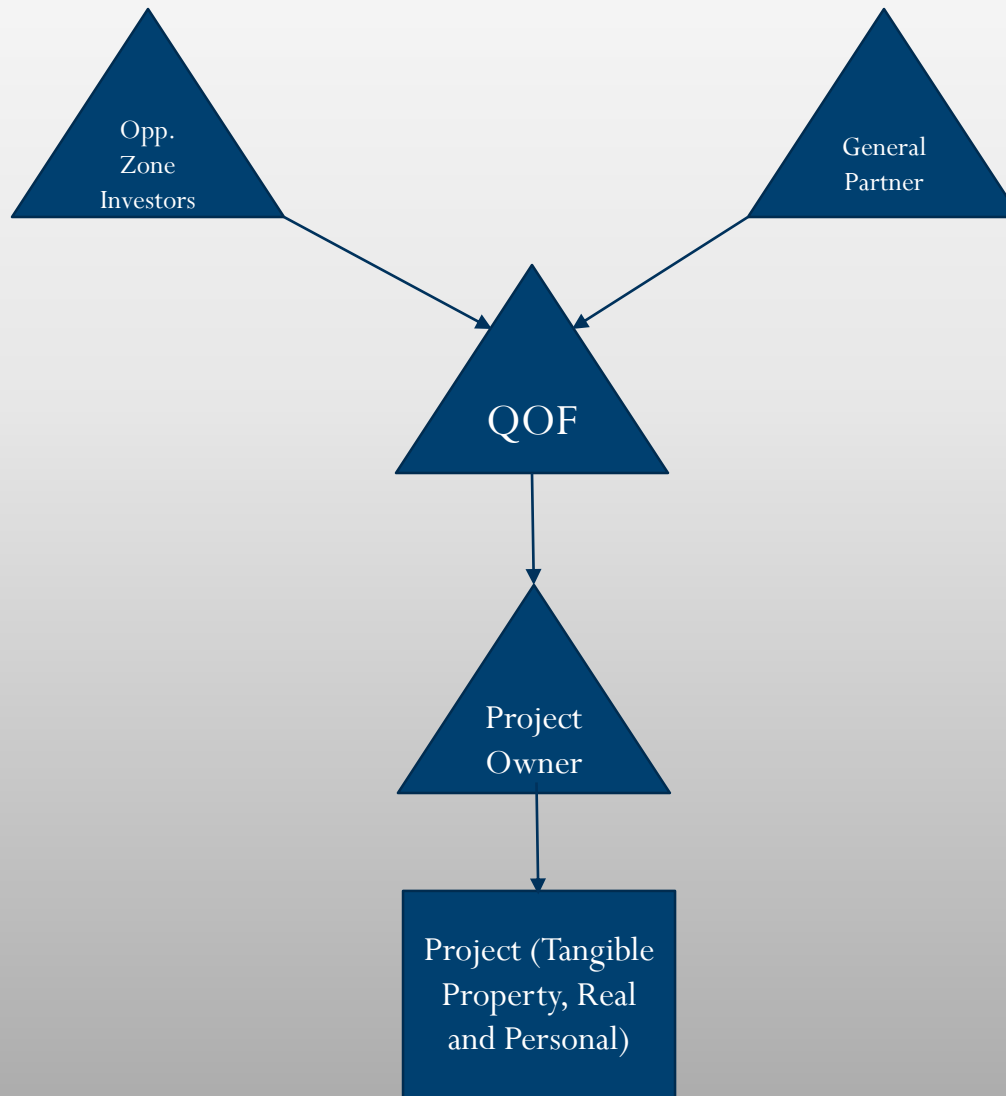 Opp.
Zone
Investors
General
Partner
QOF
Project
Owner
Project (Tangible
Property, Real
and Personal)